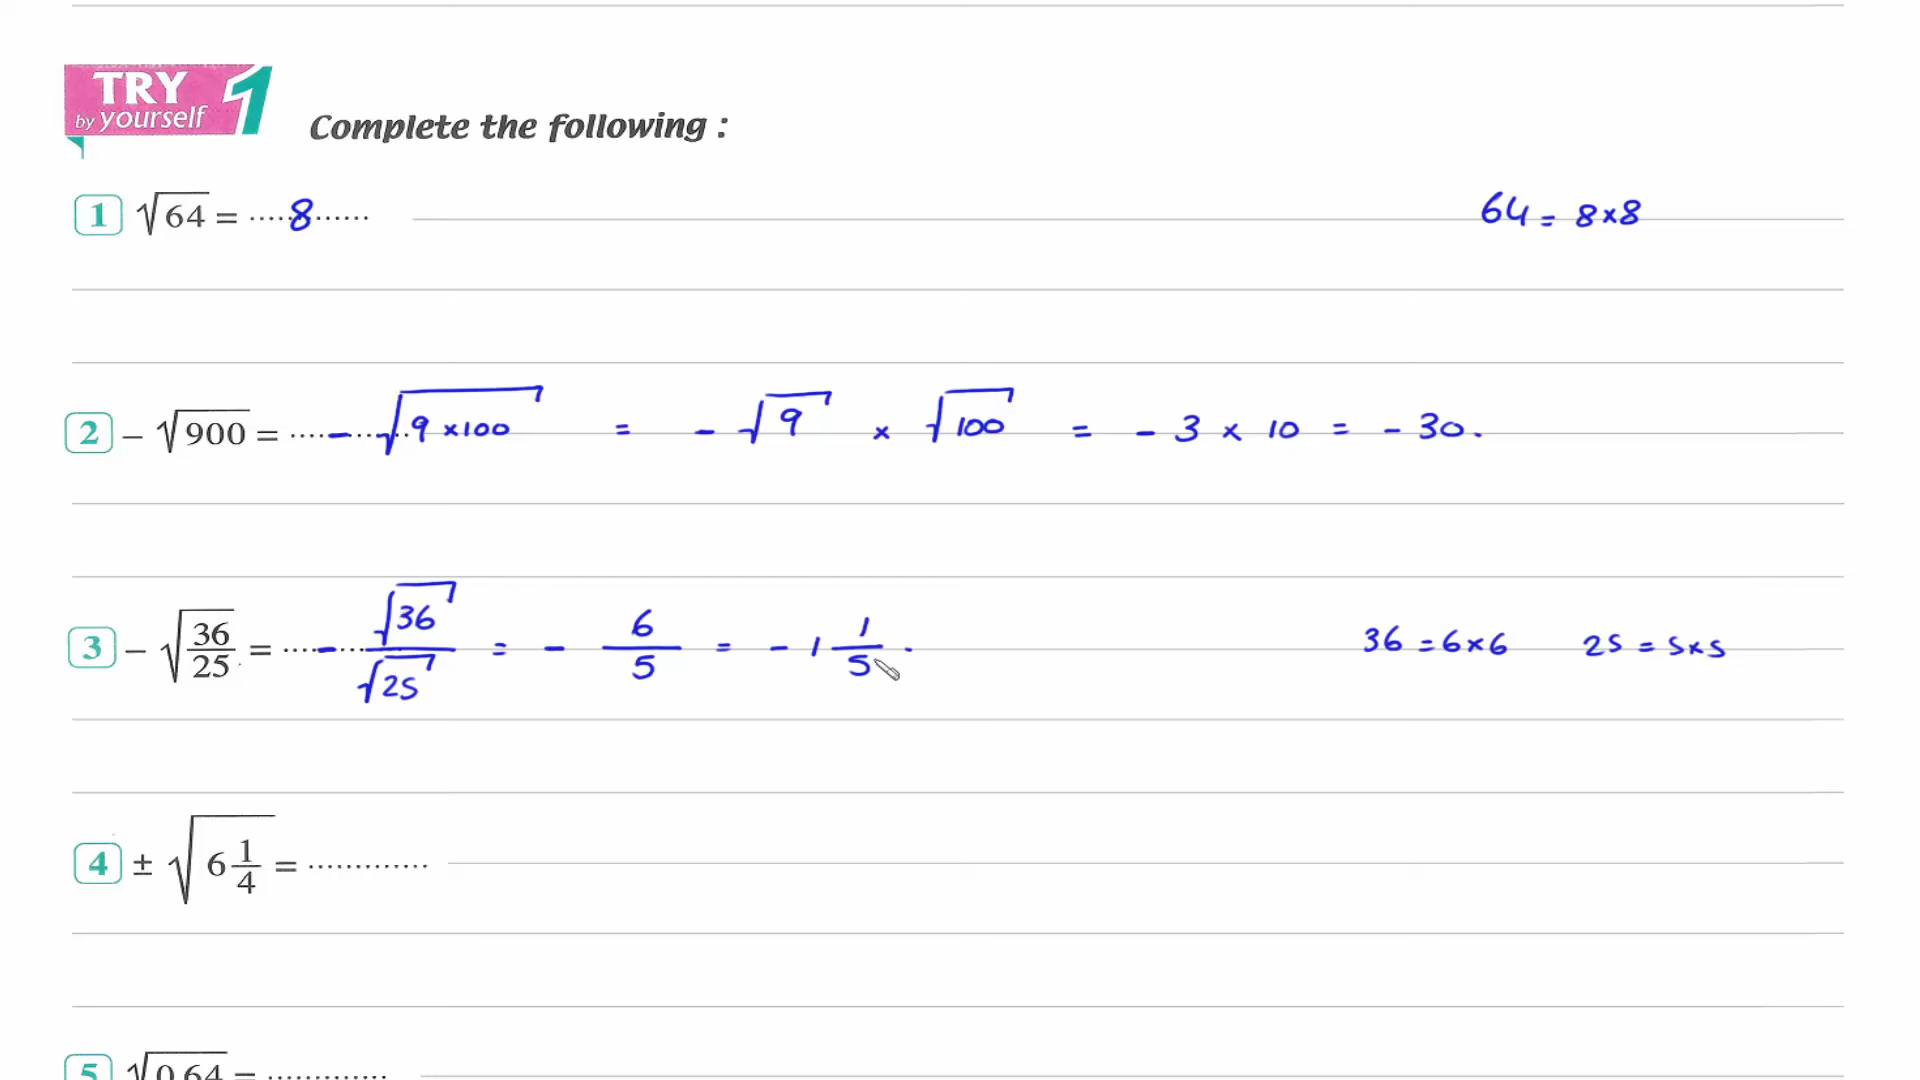 TRY by yourself 1
Complete the following :
1 √64 = ....8...... 64 = 8×8
2 – √900 = ..... - √9×100 = - √9 × √100 = - 3 × 10 = - 30.
3 – √36/25 = ..... - √36/√25 = - 6/5 = - 1 1/5 . 36 = 6×6 25 = 5×5
4 ± √6 1/4 = .............
5 √0.64 = .............